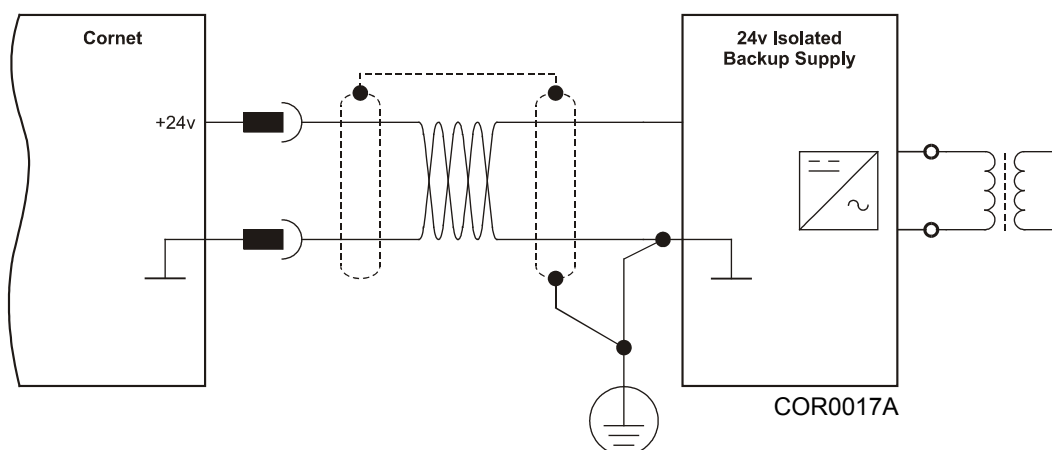 Cornet
24v Isolated
Backup Supply
+24v
COR0017A